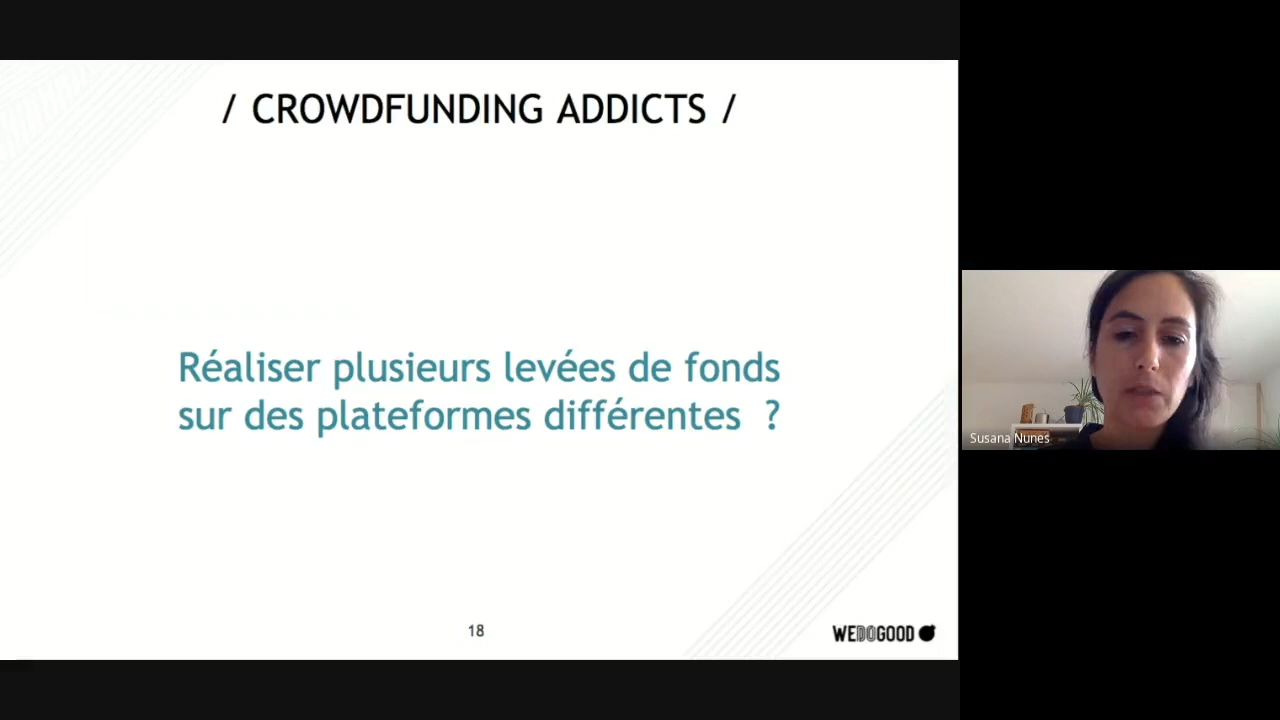 / CROWDFUNDING ADDICTS /
Réaliser plusieurs levées de fonds
sur des plateformes différentes ?
18
WEDOGOOD
Susana Nunes